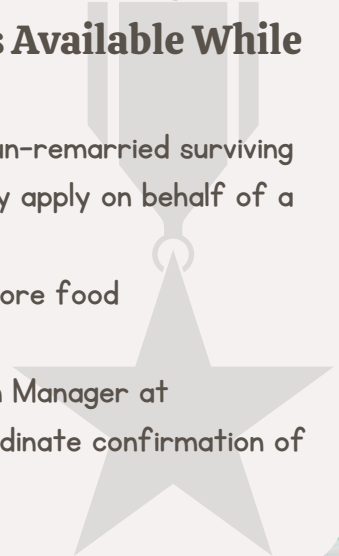 s Available While
un-remarried surviving
y apply on behalf of a
ore food
n Manager at
dinate confirmation of